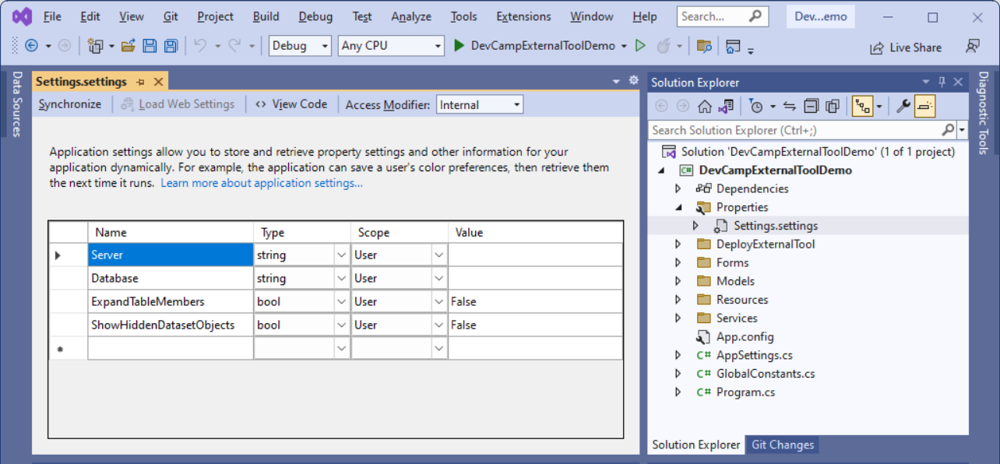 File Edit View Git Project Build Debug Test Analyze Tools Extensions Window Help Search... Dev...emo
Debug Any CPU DevCampExternalToolDemo Live Share
Data Sources
Settings.settings
Synchronize Load Web Settings View Code Access Modifier: Internal
Application settings allow you to store and retrieve property settings and other information for your
application dynamically. For example, the application can save a user's color preferences, then retrieve them
the next time it runs. Learn more about application settings...
Name Type Scope Value
Server string User
Database string User
ExpandTableMembers bool User False
ShowHiddenDatasetObjects bool User False
Solution Explorer
Search Solution Explorer (Ctrl+;)
Solution 'DevCampExternalToolDemo' (1 of 1 project)
C# DevCampExternalToolDemo
Dependencies
Properties
Settings.settings
DeployExternalTool
Forms
Models
Resources
Services
App.config
C# AppSettings.cs
C# GlobalConstants.cs
C# Program.cs
Solution Explorer Git Changes
Diagnostic Tools